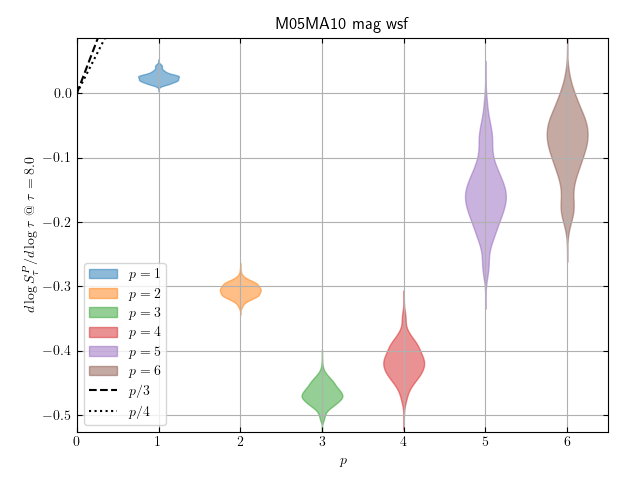 M05MA10 mag wsf
d log S_τ^p/d log τ @ τ = 8.0
0.0
−0.1
−0.2
−0.3
−0.4
−0.5
p = 1
p = 2
p = 3
p = 4
p = 5
p = 6
p/3
p/4
0 1 2 3 4 5 6
p